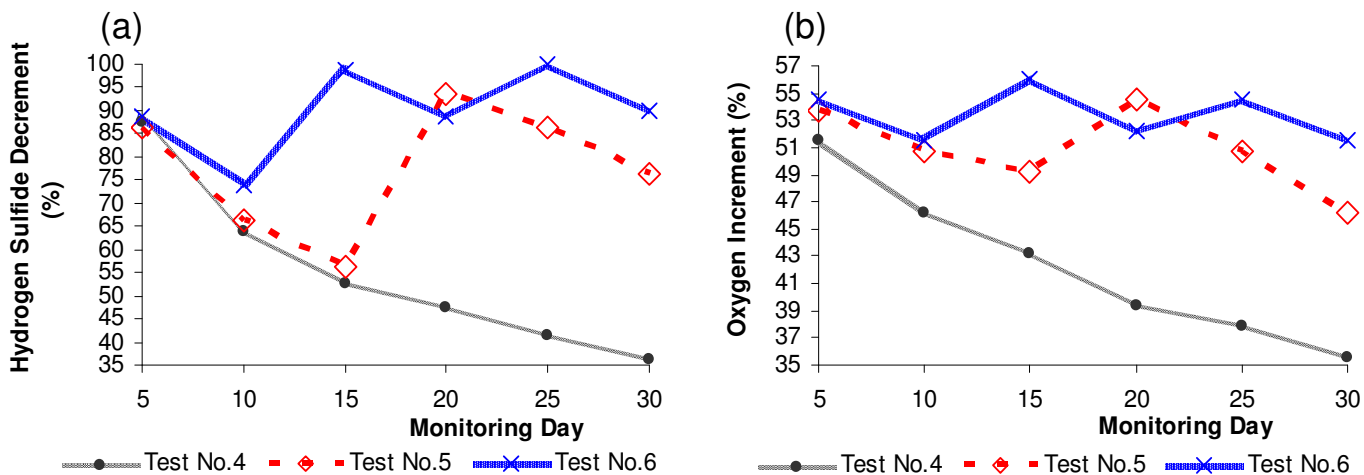 (a)
Hydrogen Sulfide Decrement
(%)
100
95
90
85
80
75
70
65
60
55
50
45
40
35
5 10 15 20 25 30
Monitoring Day
Test No.4 Test No.5 Test No.6
(b)
Oxygen Increment (%)
57
55
53
51
49
47
45
43
41
39
37
35
5 10 15 20 25 30
Monitoring Day
Test No.4 Test No.5 Test No.6